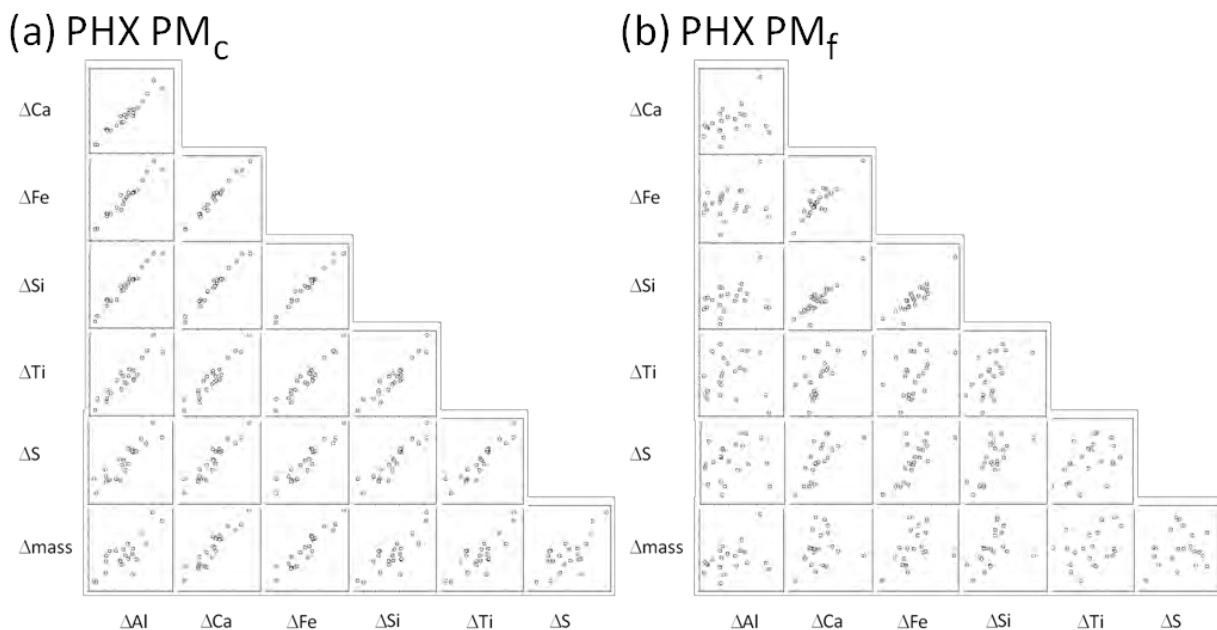 (a) PHX PMc
ΔCa
ΔFe
ΔSi
ΔTi
ΔS
Δmass
ΔAl ΔCa ΔFe ΔSi ΔTi ΔS
(b) PHX PMf
ΔCa
ΔFe
ΔSi
ΔTi
ΔS
Δmass
ΔAl ΔCa ΔFe ΔSi ΔTi ΔS